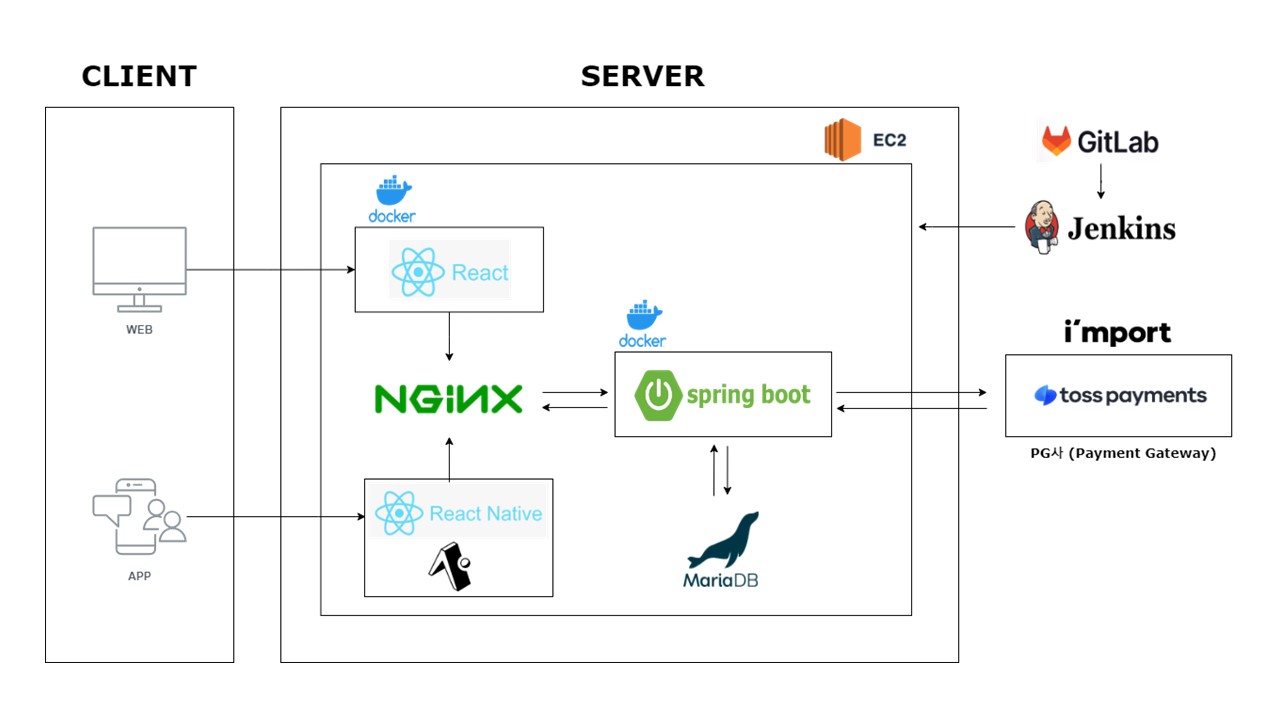 CLIENT
SERVER
EC2
GitLab
docker
Jenkins
React
WEB
docker
i'mport
NGiNX
spring boot
toss payments
PG사 (Payment Gateway)
React Native
APP
MariaDB